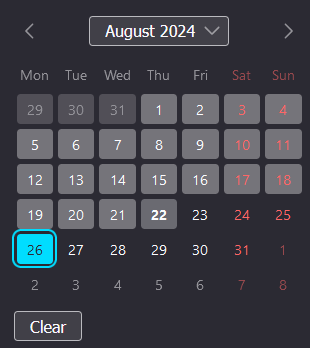 August 2024
Mon Tue Wed Thu Fri Sat Sun
29 30 31 1 2 3 4
5 6 7 8 9 10 11
12 13 14 15 16 17 18
19 20 21 22 23 24 25
26 27 28 29 30 31 1
2 3 4 5 6 7 8
Clear